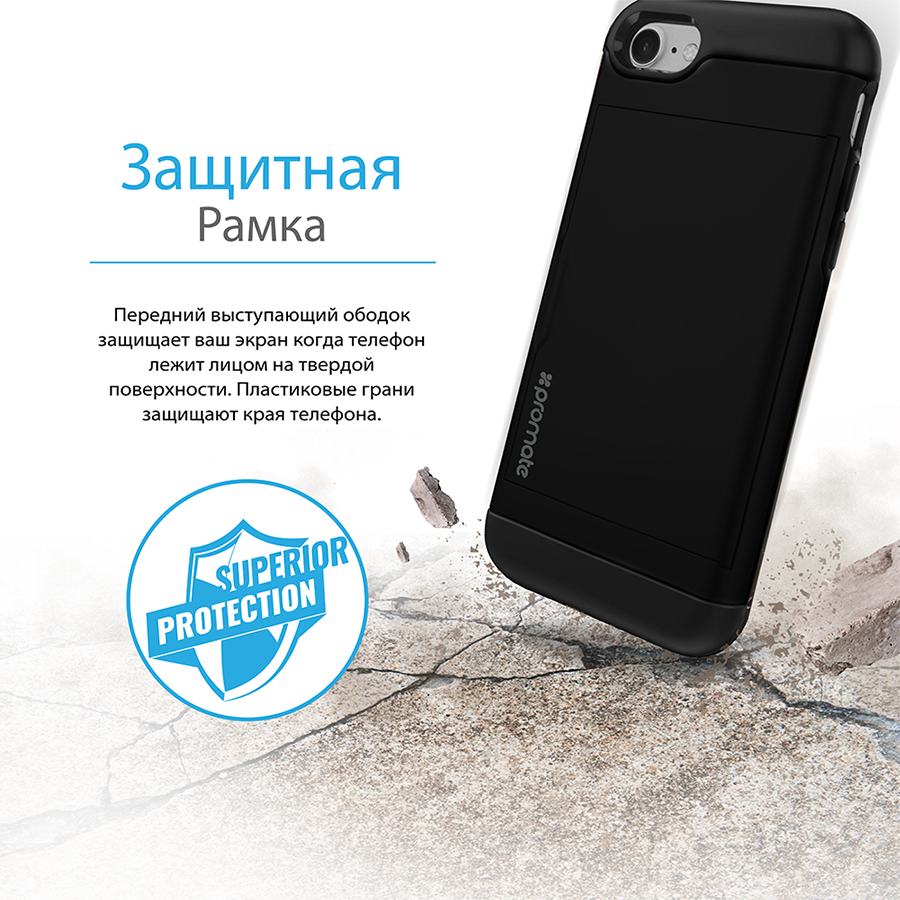 Защитная
Рамка
Передний выступающий ободок
защищает ваш экран когда телефон
лежит лицом на твердой
поверхности. Пластиковые грани
защищают края телефона.
promate
SUPERIOR
PROTECTION